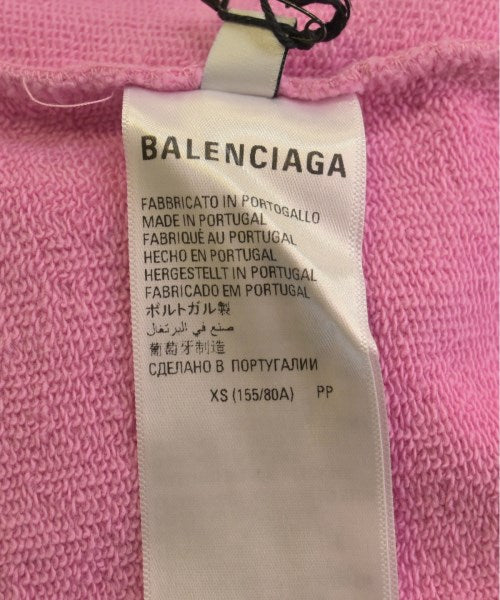 BALENCIAGA
FABBRICATO IN PORTOGALLO
MADE IN PORTUGAL
FABRIQUÉ AU PORTUGAL
HECHO EN PORTUGAL
HERGESTELLT IN PORTUGAL
FABRICADO EM PORTUGAL
ポルトガル製
صنع في البرتغال
葡萄牙制造
СДЕЛАНО В ПОРТУГАЛИИ
XS (155/80A) PP